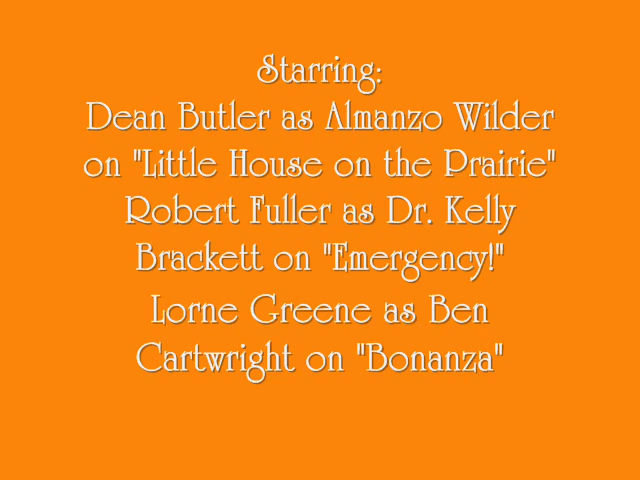 Starring:
Dean Butler as Almanzo Wilder
on "Little House on the Prairie"
Robert Fuller as Dr. Kelly
Brackett on "Emergency!"
Lorne Greene as Ben
Cartwright on "Bonanza"